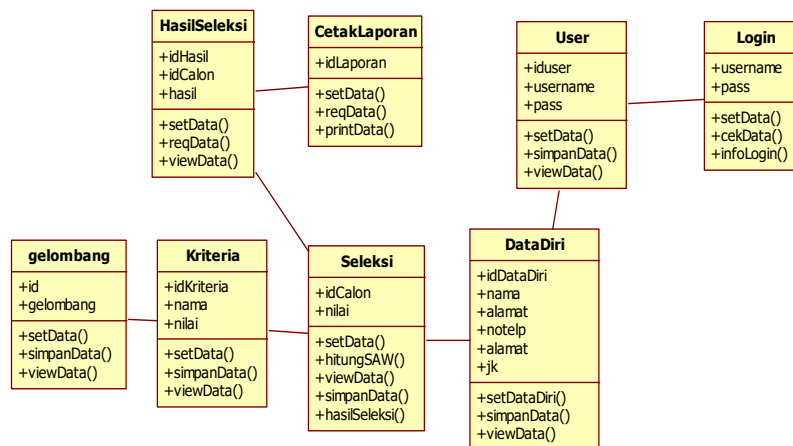 HasilSeleksi
+idHasil
+idCalon
+hasil
+setData()
+reqData()
+viewData()
CetakLaporan
+idLaporan
+setData()
+reqData()
+printData()
User
+iduser
+username
+pass
+setData()
+simpanData()
+viewData()
Login
+username
+pass
+setData()
+cekData()
+infoLogin()
gelombang
+id
+gelombang
+setData()
+simpanData()
+viewData()
Kriteria
+idKriteria
+nama
+nilai
+setData()
+simpanData()
+viewData()
Seleksi
+idCalon
+nilai
+setData()
+hitungSAW()
+viewData()
+simpanData()
+hasilSeleksi()
DataDiri
+idDataDiri
+nama
+alamat
+notelp
+alamat
+jk
+setDataDiri()
+simpanData()
+viewData()